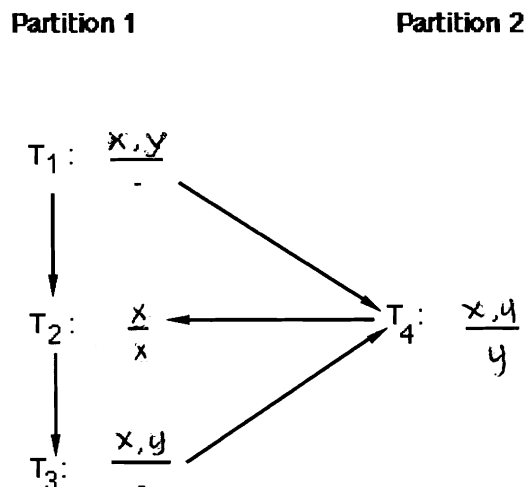 Partition 1 Partition 2
T1: x,y
-
T2: x T4: x,y
x y
T3: x,y
-